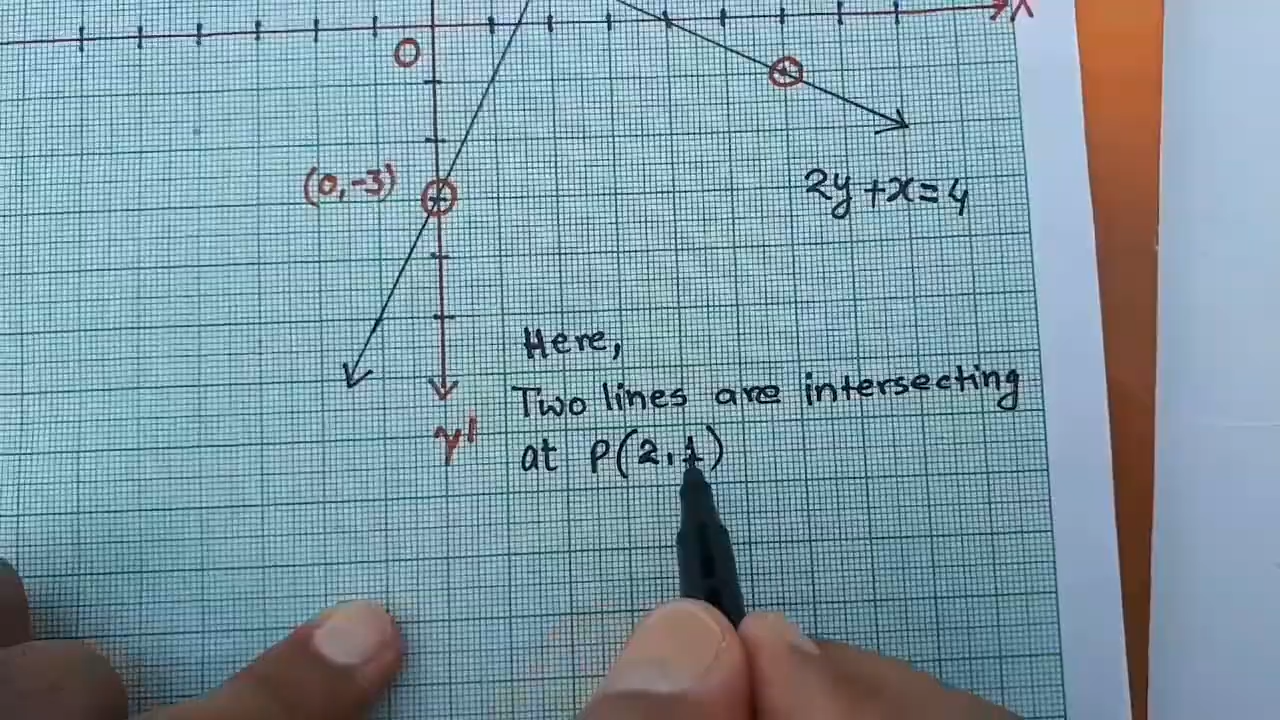 X
O
(0,-3)
2y+x=4
Here,
Two lines are intersecting
at P(2,1)
Y'